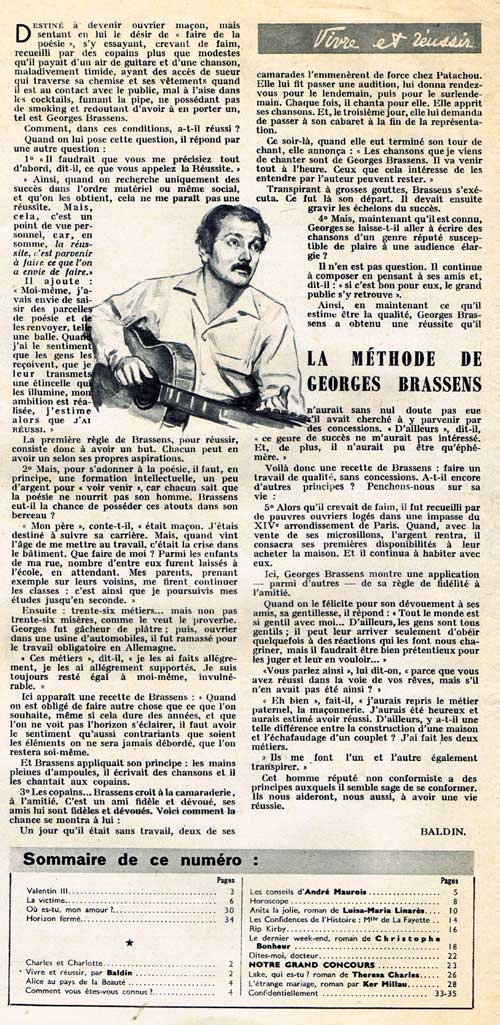 DESTINÉ à devenir ouvrier maçon, mais
sentant en lui le désir de « faire de la
poésie », s'y essayant, crevant de faim,
recueilli par des copains plus que modestes
qu'il payait d'un air de guitare et d'une chanson,
maladivement timide, ayant des accès de sueur
qui traverse sa chemise et ses vêtements quand
il est au contact avec le public, mal à l'aise dans
les cocktails, fumant la pipe, ne possédant pas
de smoking et redoutant d'avoir à en porter un,
tel est Georges Brassens.
Comment, dans ces conditions, a-t-il réussi ?
Quand on lui pose cette question, il répond par
une autre question :
1° « Il faudrait que vous me précisiez tout
d'abord, dit-il, ce que vous appelez la Réussite. »
» Ainsi, quand on recherche uniquement des
succès dans l'ordre matériel ou même social,
et qu'on les obtient, cela ne me paraît pas une
réussite. Mais,
cela, c'est un
point de vue per-
sonnel, car, en
somme, la réus-
site, c'est parvenir
à faire ce que l'on
a envie de faire.»
Il ajoute :
« Moi-même, j'a-
vais envie de sai-
sir des parcelles
de poésie et de
les renvoyer, telle
une balle. Quand
j'ai le sentiment
que les gens les
reçoivent, que je
leur transmets
une étincelle qui
les illumine, mon
ambition est réa-
lisée, j'estime
alors que J'AI
RÉUSSI. »
La première règle de Brassens, pour réussir,
consiste donc à avoir un but. Chacun peut en
avoir un selon ses propres aspirations.
2° Mais, pour s'adonner à la poésie, il faut, en
principe, une formation intellectuelle, un peu
d'argent pour « voir venir », car chacun sait que
la poésie ne nourrit pas son homme. Brassens
eut-il la chance de posséder ces atouts dans son
berceau ?
« Mon père », conte-t-il, « était maçon. J'étais
destiné à suivre sa carrière. Mais, quand vint
l'âge de me mettre au travail, c'était la crise dans
le bâtiment. Que faire de moi ? Parmi les enfants
de ma rue, nombre d'entre eux furent laissés à
l'école, en attendant. Mes parents, prenant
exemple sur leurs voisins, me firent continuer
les classes : c'est ainsi que je poursuivis mes
études jusqu'en seconde. »
Ensuite : trente-six métiers... mais non pas
trente-six misères, comme le veut le proverbe.
Georges fut gâcheur de plâtre ; puis, ouvrier
dans une usine d'automobiles, il fut ramassé pour
le travail obligatoire en Allemagne.
« Ces métiers », dit-il, « je les ai faits allègre-
ment, je les ai allégrement supportés. Je suis
toujours resté égal à moi-même, invulné-
rable. »
Ici apparaît une recette de Brassens : « Quand
on est obligé de faire autre chose que ce que l'on
souhaite, même si cela dure des années, et que
l'on ne voit pas l'horizon s'éclairer, il faut avoir
le sentiment qu'aussi contrariants que soient
les éléments on ne sera jamais débordé, que l'on
restera soi-même.
Et Brassens appliquait son principe : les mains
pleines d'ampoules, il écrivait des chansons et il
les chantait aux copains.
3° Les copains... Brassens croit à la camaraderie,
à l'amitié. C'est un ami fidèle et dévoué, ses
amis lui sont fidèles et dévoués. Voici comment la
chance se montra à lui :
Un jour qu'il était sans travail, deux de ses
Vivre et réussir
camarades l'emmenèrent de force chez Patachou.
Elle lui fit passer une audition, lui donna rendez-
vous pour le lendemain, puis pour le surlende-
main. Chaque fois, il chanta pour elle. Elle apprit
ses chansons. Et, le troisième jour, elle lui demanda
de passer à son cabaret à la fin de la représenta-
tion.
Ce soir-là, quand elle eut terminé son tour de
chant, elle annonça : « Les chansons que je viens
de chanter sont de Georges Brassens. Il va venir
tout à l'heure. Ceux que cela intéresse de les
entendre par l'auteur peuvent rester. »
Transpirant à grosses gouttes, Brassens s'exé-
cuta. Ce fut là son départ. Il devait ensuite
gravir les échelons du succès.
4° Mais, maintenant qu'il est connu,
Georges se laisse-t-il aller à écrire des
chansons d'un genre réputé suscep-
tible de plaire à une audience élar-
gie ?
Il n'en est pas question. Il continue
à composer en pensant à ses amis et,
dit-il : « si c'est bon pour eux, le grand
public s'y retrouve ».
Ainsi, en maintenant ce qu'il
estime être la qualité, Georges Bras-
sens a obtenu une réussite qu'il
LA MÉTHODE DE
GEORGES BRASSENS
n'aurait sans nul doute pas eue
s'il avait cherché à y parvenir par
des concessions. « D'ailleurs », dit-il,
« ce genre de succès ne m'aurait pas intéressé.
Et, de plus, il n'aurait pu être qu'éphé-
mère. »
Voilà donc une recette de Brassens : faire un
travail de qualité, sans concessions. A-t-il encore
d'autres principes ? Penchons-nous sur sa
vie :
5° Alors qu'il crevait de faim, il fut recueilli par
de pauvres ouvriers logés dans une impasse du
XIVe arrondissement de Paris. Quand, avec la
vente de ses microsillons, l'argent rentra, il
consacra ses premières disponibilités à leur
acheter la maison. Et il continua à habiter avec
eux.
Ici, Georges Brassens montre une application
— parmi d'autres — de sa règle de fidélité à
l'amitié.
Quand on le félicite pour son dévouement à ses
amis, sa gentillesse, il répond : « Tout le monde est
si gentil avec moi... D'ailleurs, les gens sont tous
gentils ; il peut leur arriver seulement d'obéir
quelquefois à des réactions qui les font nous cha-
griner, mais il faudrait être bien prétentieux pour
les juger et leur en vouloir... »
«Vous parlez ainsi », lui dit-on, « parce que vous
avez réussi dans la voie de vos rêves, mais s'il
n'en avait pas été ainsi ? »
« Eh bien », fait-il, « j'aurais repris le métier
paternel, la maçonnerie. J'aurais été heureux et
aurais estimé avoir réussi. D'ailleurs, y a-t-il une
telle différence entre la construction d'une maison
et l'échafaudage d'un couplet ? J'ai fait les deux
métiers.
» Ils me font l'un et l'autre également
transpirer. »
Cet homme réputé non conformiste a des
principes auxquels il semble sage de se conformer.
Ils nous aideront, nous aussi, à avoir une vie
réussie.
BALDIN.
Sommaire de ce numéro :
Pages
Valentin III. 3
La victime. 6
Où es-tu, mon amour ?. 30
Horizon fermé. 34
★
Charles et Charlotte. 2
Vivre et réussir, par Baldin 2
Alice au pays de la Beauté 4
Comment vous êtes-vous connus ?. 4
Pages
Les conseils d'André Maurois 5
Horoscope 8
Anita la jolie, roman de Luisa-Maria Linarès. 10
Les Confidences de l'Histoire : Mme de La Fayette 14
Rip Kirby 16
Le dernier week-end, roman de Christophe
Bonheur 18
Dites-moi, docteur 22
NOTRE GRAND CONCOURS 23
Lake, qui es-tu ? roman de Theresa Charles. 26
L'étrange mariage, roman par Ker Millau 28
Confidentiellement 33-35